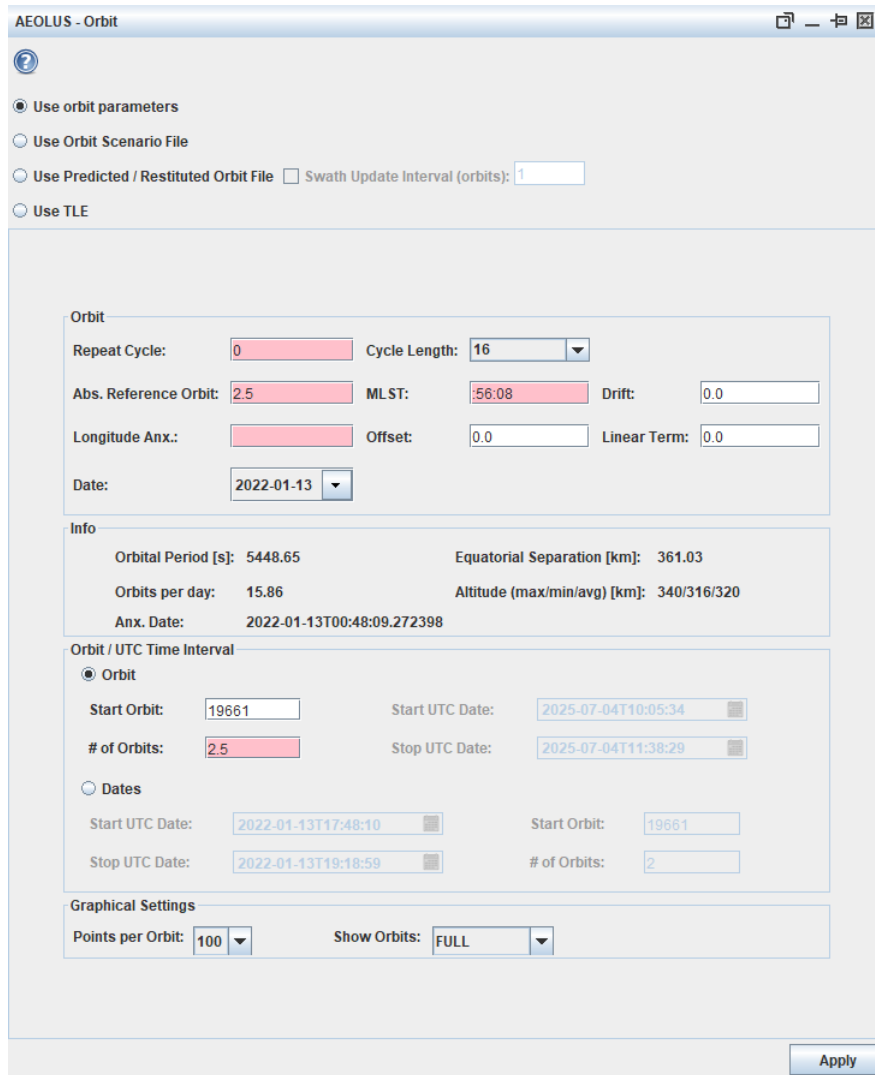 AEOLUS - Orbit
Use orbit parameters
Use Orbit Scenario File
Use Predicted / Restituted Orbit File Swath Update Interval (orbits): 1
Use TLE
Orbit
Repeat Cycle: 0 Cycle Length: 16
Abs. Reference Orbit: 2.5 MLST: :56:08 Drift: 0.0
Longitude Anx.: Offset: 0.0 Linear Term: 0.0
Date: 2022-01-13
Info
Orbital Period [s]: 5448.65 Equatorial Separation [km]: 361.03
Orbits per day: 15.86 Altitude (max/min/avg) [km]: 340/316/320
Anx. Date: 2022-01-13T00:48:09.272398
Orbit / UTC Time Interval
Orbit
Start Orbit: 19661 Start UTC Date: 2025-07-04T10:05:34
# of Orbits: 2.5 Stop UTC Date: 2025-07-04T11:38:29
Dates
Start UTC Date: 2022-01-13T17:48:10 Start Orbit: 19661
Stop UTC Date: 2022-01-13T19:18:59 # of Orbits: 2
Graphical Settings
Points per Orbit: 100 Show Orbits: FULL
Apply